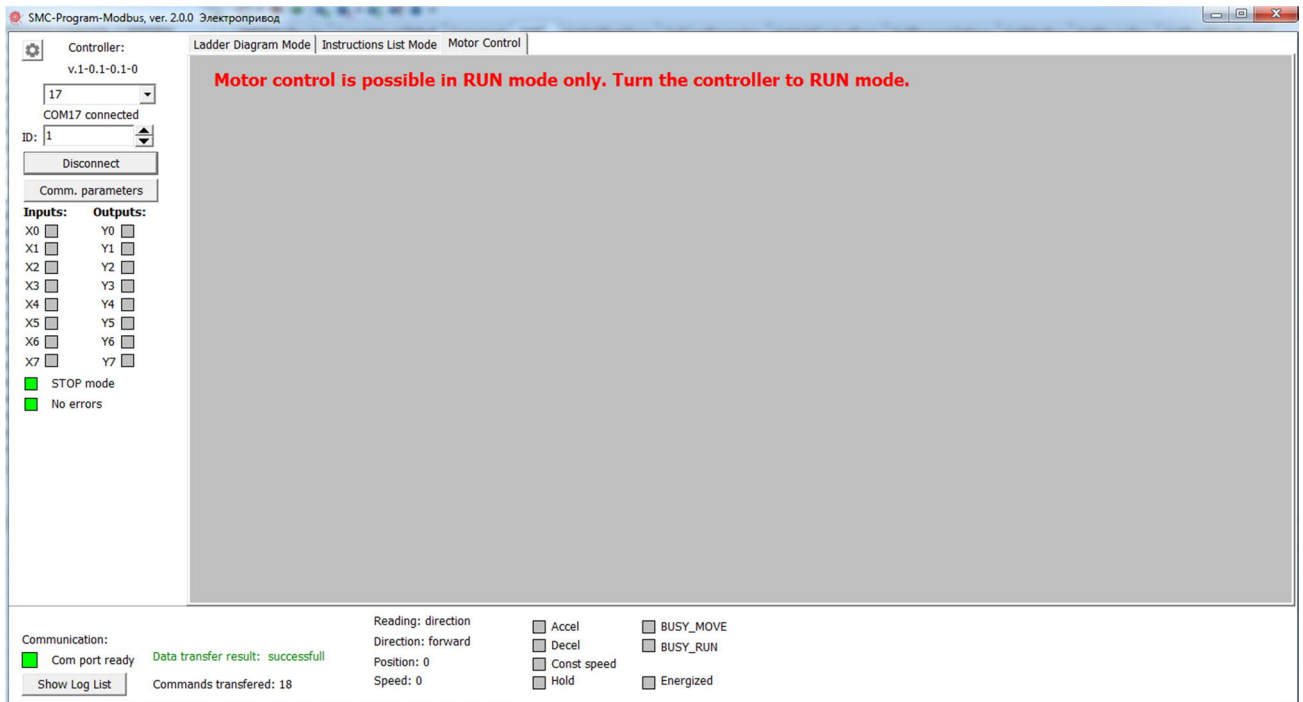 SMC-Program-Modbus, ver. 2.0.0 Электропривод
Controller:
v.1-0.1-0.1-0
17
COM17 connected
ID: 1
Disconnect
Comm. parameters
Inputs: Outputs:
X0 Y0
X1 Y1
X2 Y2
X3 Y3
X4 Y4
X5 Y5
X6 Y6
X7 Y7
STOP mode
No errors
Ladder Diagram Mode Instructions List Mode Motor Control
Motor control is possible in RUN mode only. Turn the controller to RUN mode.
Communication:
Com port ready
Show Log List
Data transfer result: successfull
Commands transfered: 18
Reading: direction
Direction: forward
Position: 0
Speed: 0
Accel
Decel
Const speed
Hold
BUSY_MOVE
BUSY_RUN
Energized